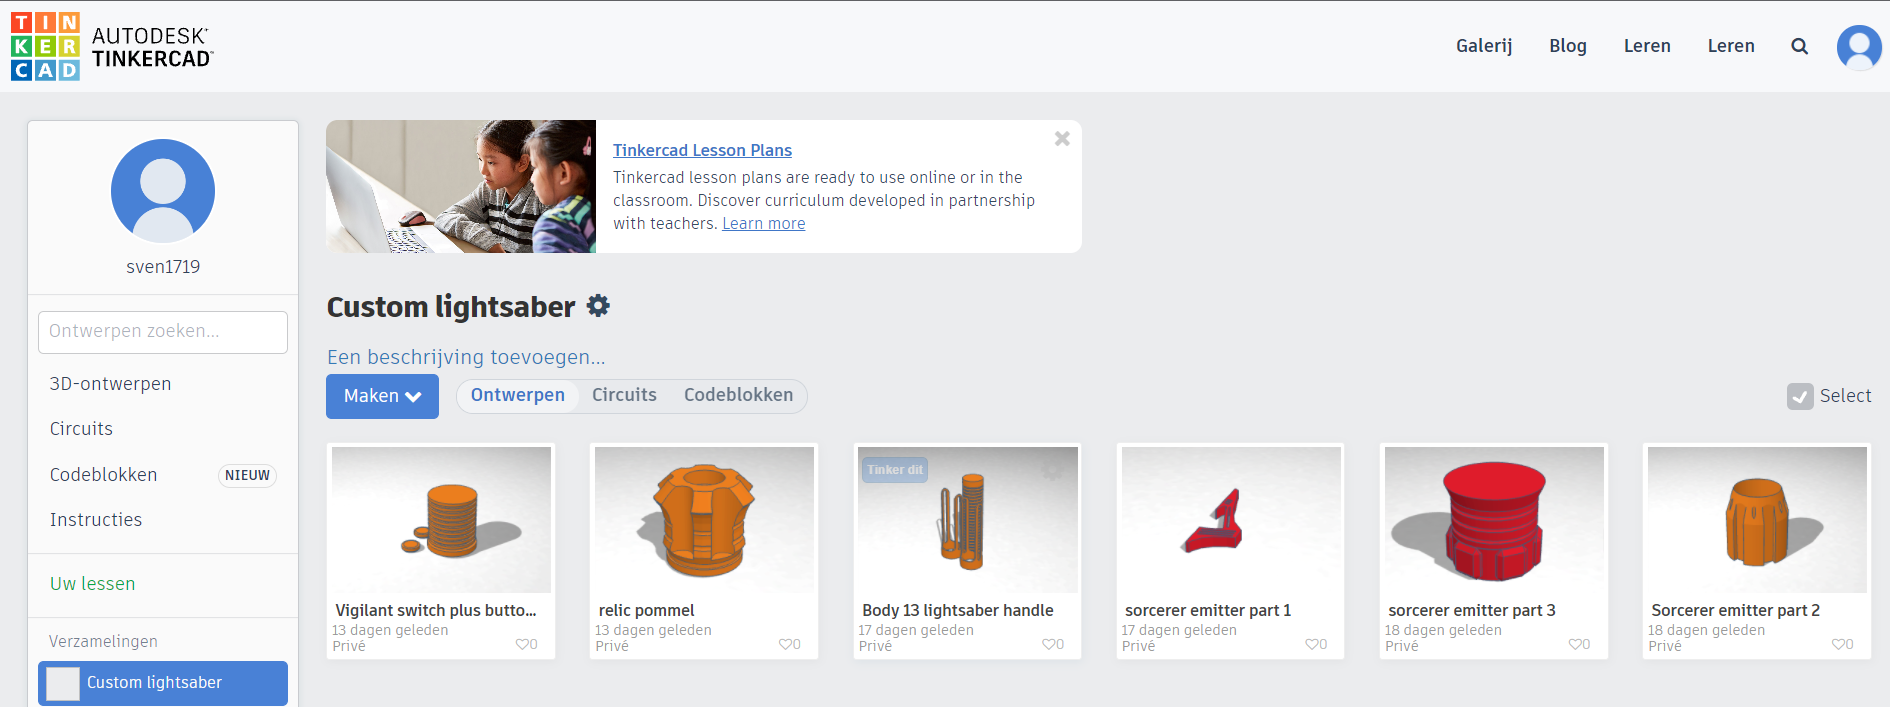 TIN
KER
CAD
AUTODESK
TINKERCAD
Galerij
Blog
Leren
Leren
sven1719
Ontwerpen zoeken...
3D-ontwerpen
Circuits
Codeblokken
NIEUW
Instructies
Uw lessen
Verzamelingen
Custom lightsaber
Tinkercad Lesson Plans
Tinkercad lesson plans are ready to use online or in the
classroom. Discover curriculum developed in partnership
with teachers. Learn more
Custom lightsaber
Een beschrijving toevoegen...
Maken
Ontwerpen
Circuits
Codeblokken
Select
Vigilant switch plus butto...
13 dagen geleden
Privé
0
relic pommel
13 dagen geleden
Privé
0
Tinker dit
Body 13 lightsaber handle
17 dagen geleden
Privé
0
sorcerer emitter part 1
17 dagen geleden
Privé
0
sorcerer emitter part 3
18 dagen geleden
Privé
0
Sorcerer emitter part 2
18 dagen geleden
Privé
0